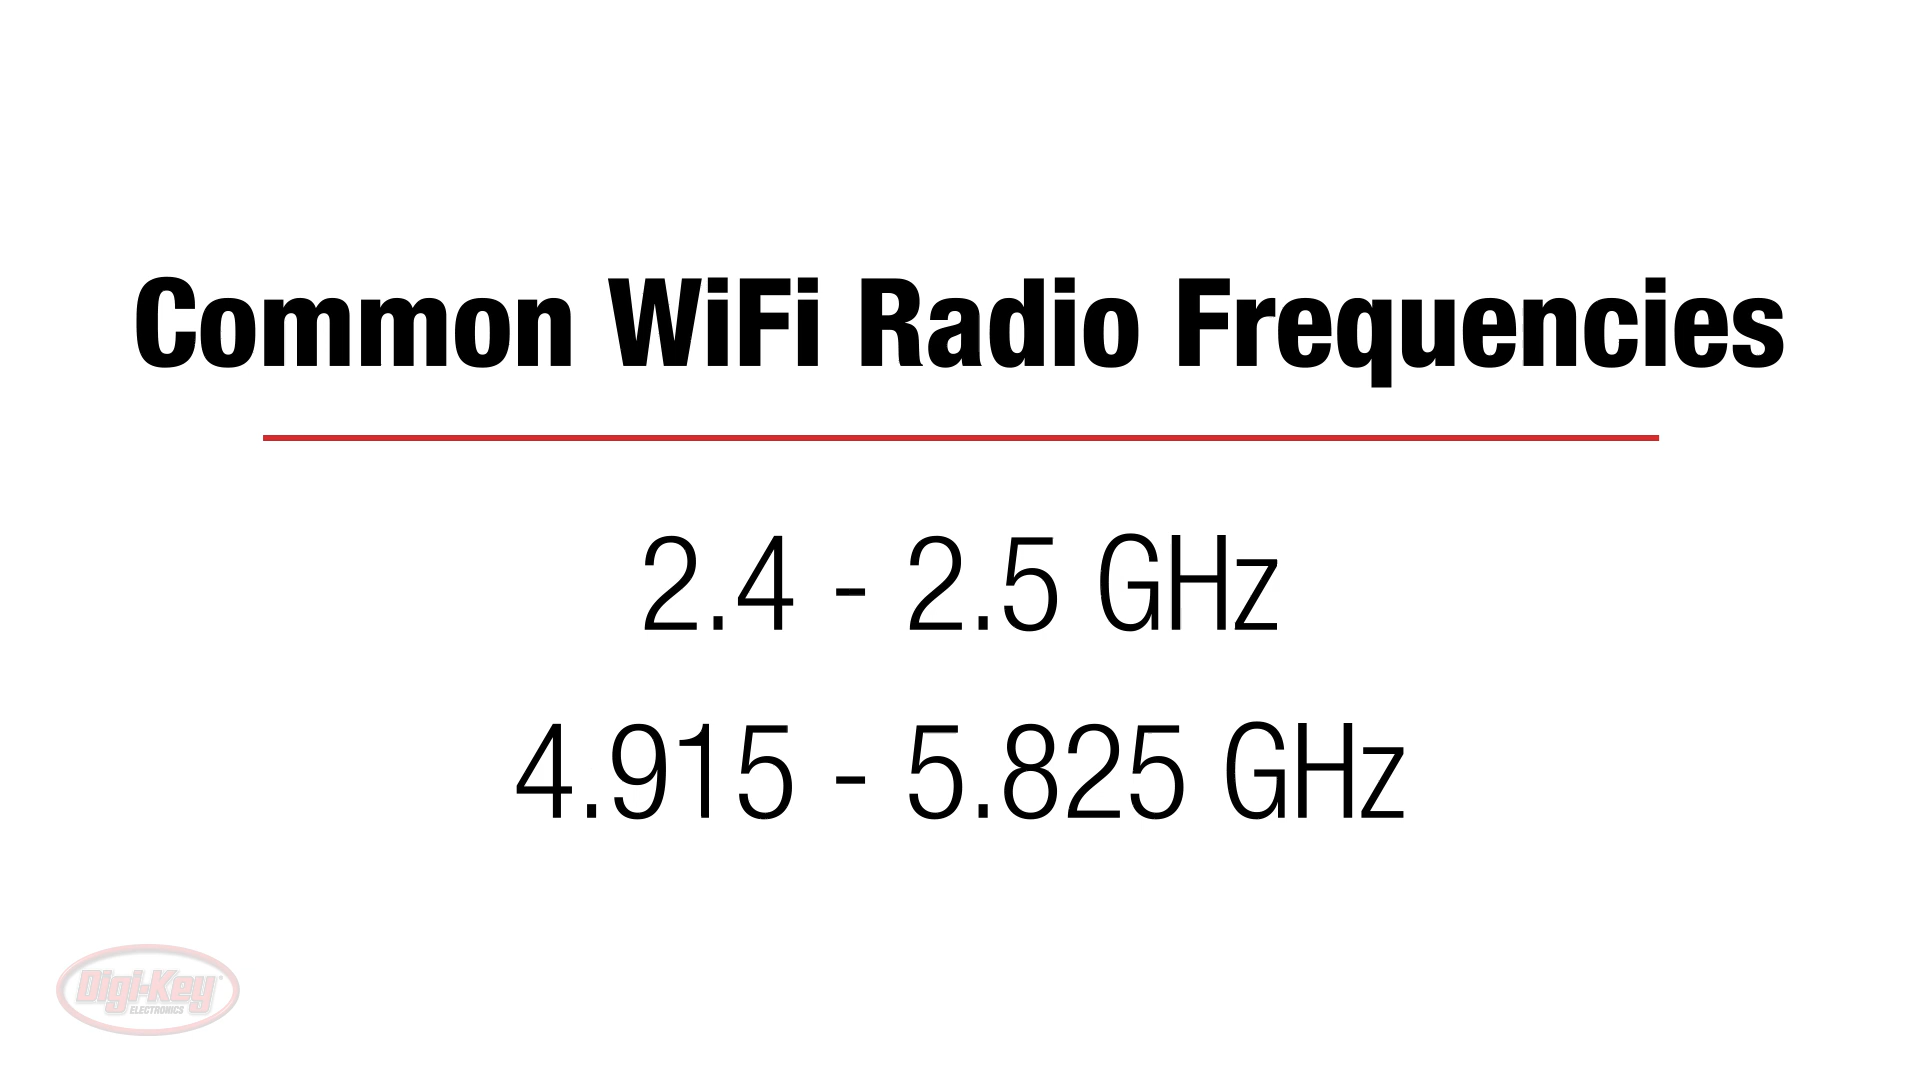 Common WiFi Radio Frequencies
2.4 - 2.5 GHz
4.915 - 5.825 GHz
Digi-Key
ELECTRONICS